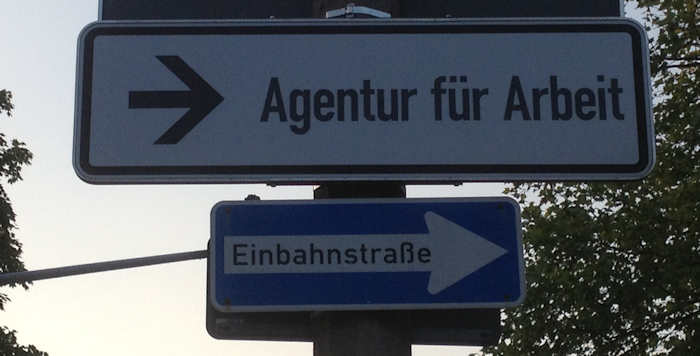 Agentur für Arbeit
Einbahnstraße